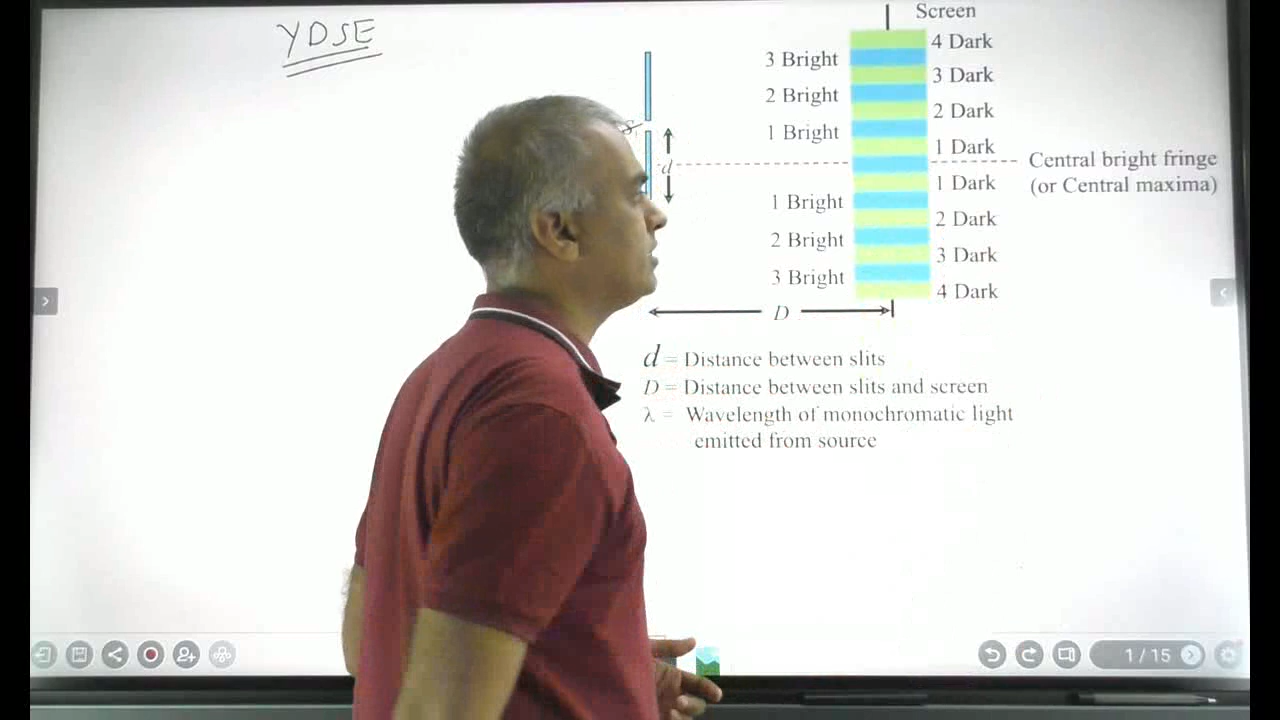 YDSE
Screen
4 Dark
3 Bright
3 Dark
2 Bright
2 Dark
1 Bright
1 Dark
d
Central bright fringe
(or Central maxima)
1 Dark
1 Bright
2 Dark
2 Bright
3 Dark
3 Bright
4 Dark
D
d = Distance between slits
D = Distance between slits and screen
λ = Wavelength of monochromatic light
emitted from source
1 / 15